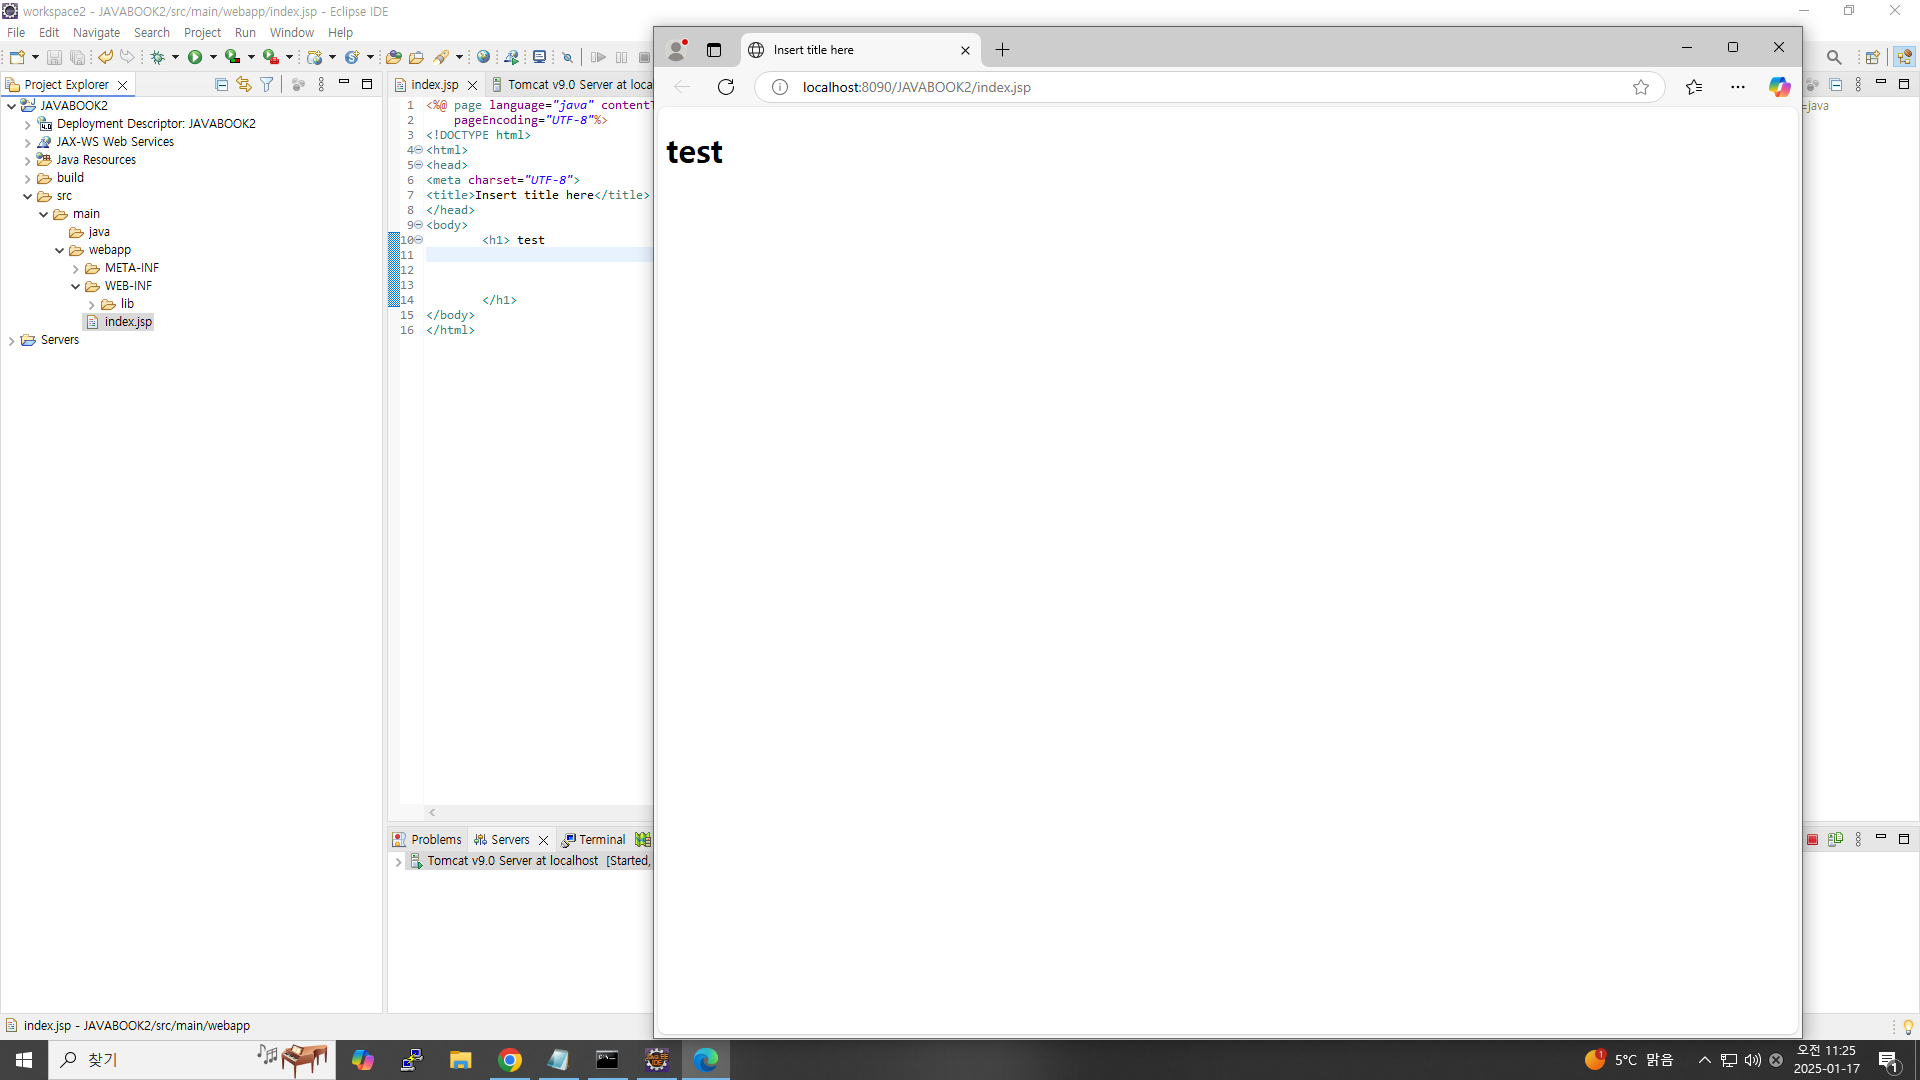 workspace2 - JAVABOOK2/src/main/webapp/index.jsp - Eclipse IDE
File Edit Navigate Search Project Run Window Help
Project Explorer
JAVABOOK2
Deployment Descriptor: JAVABOOK2
JAX-WS Web Services
Java Resources
build
src
main
java
webapp
META-INF
WEB-INF
lib
index.jsp
Servers
index.jsp Tomcat v9.0 Server at loca
1 <%@ page language="java" contentT
2 pageEncoding="UTF-8"%>
3 <!DOCTYPE html>
4 <html>
5 <head>
6 <meta charset="UTF-8">
7 <title>Insert title here</title>
8 </head>
9 <body>
10 <h1> test
11
12
13
14 </h1>
15 </body>
16 </html>
Problems Servers Terminal
Tomcat v9.0 Server at localhost [Started,
Insert title here
localhost:8090/JAVABOOK2/index.jsp
test
=java
index.jsp - JAVABOOK2/src/main/webapp
찾기
1 5°C 맑음
오전 11:25
2025-01-17
1